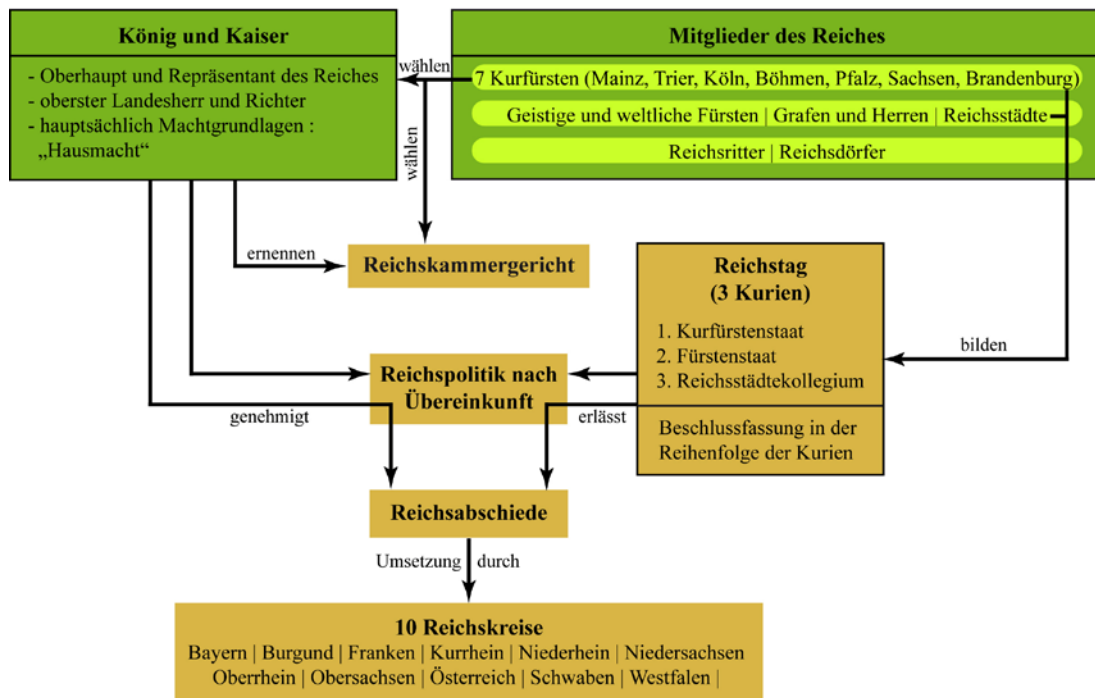 König und Kaiser
- Oberhaupt und Repräsentant des Reiches
- oberster Landesherr und Richter
- hauptsächlich Machtgrundlagen :
„Hausmacht“
wählen
Mitglieder des Reiches
7 Kurfürsten (Mainz, Trier, Köln, Böhmen, Pfalz, Sachsen, Brandenburg)
Geistige und weltliche Fürsten | Grafen und Herren | Reichsstädte
Reichsritter | Reichsdörfer
wählen
ernennen
Reichskammergericht
Reichstag
(3 Kurien)
1. Kurfürstenstaat
2. Fürstenstaat
3. Reichsstädtekollegium
Beschlussfassung in der
Reihenfolge der Kurien
bilden
Reichspolitik nach
Übereinkunft
genehmigt
erlässt
Reichsabschiede
Umsetzung durch
10 Reichskreise
Bayern | Burgund | Franken | Kurrhein | Niederhein | Niedersachsen
Oberrhein | Obersachsen | Österreich | Schwaben | Westfalen |